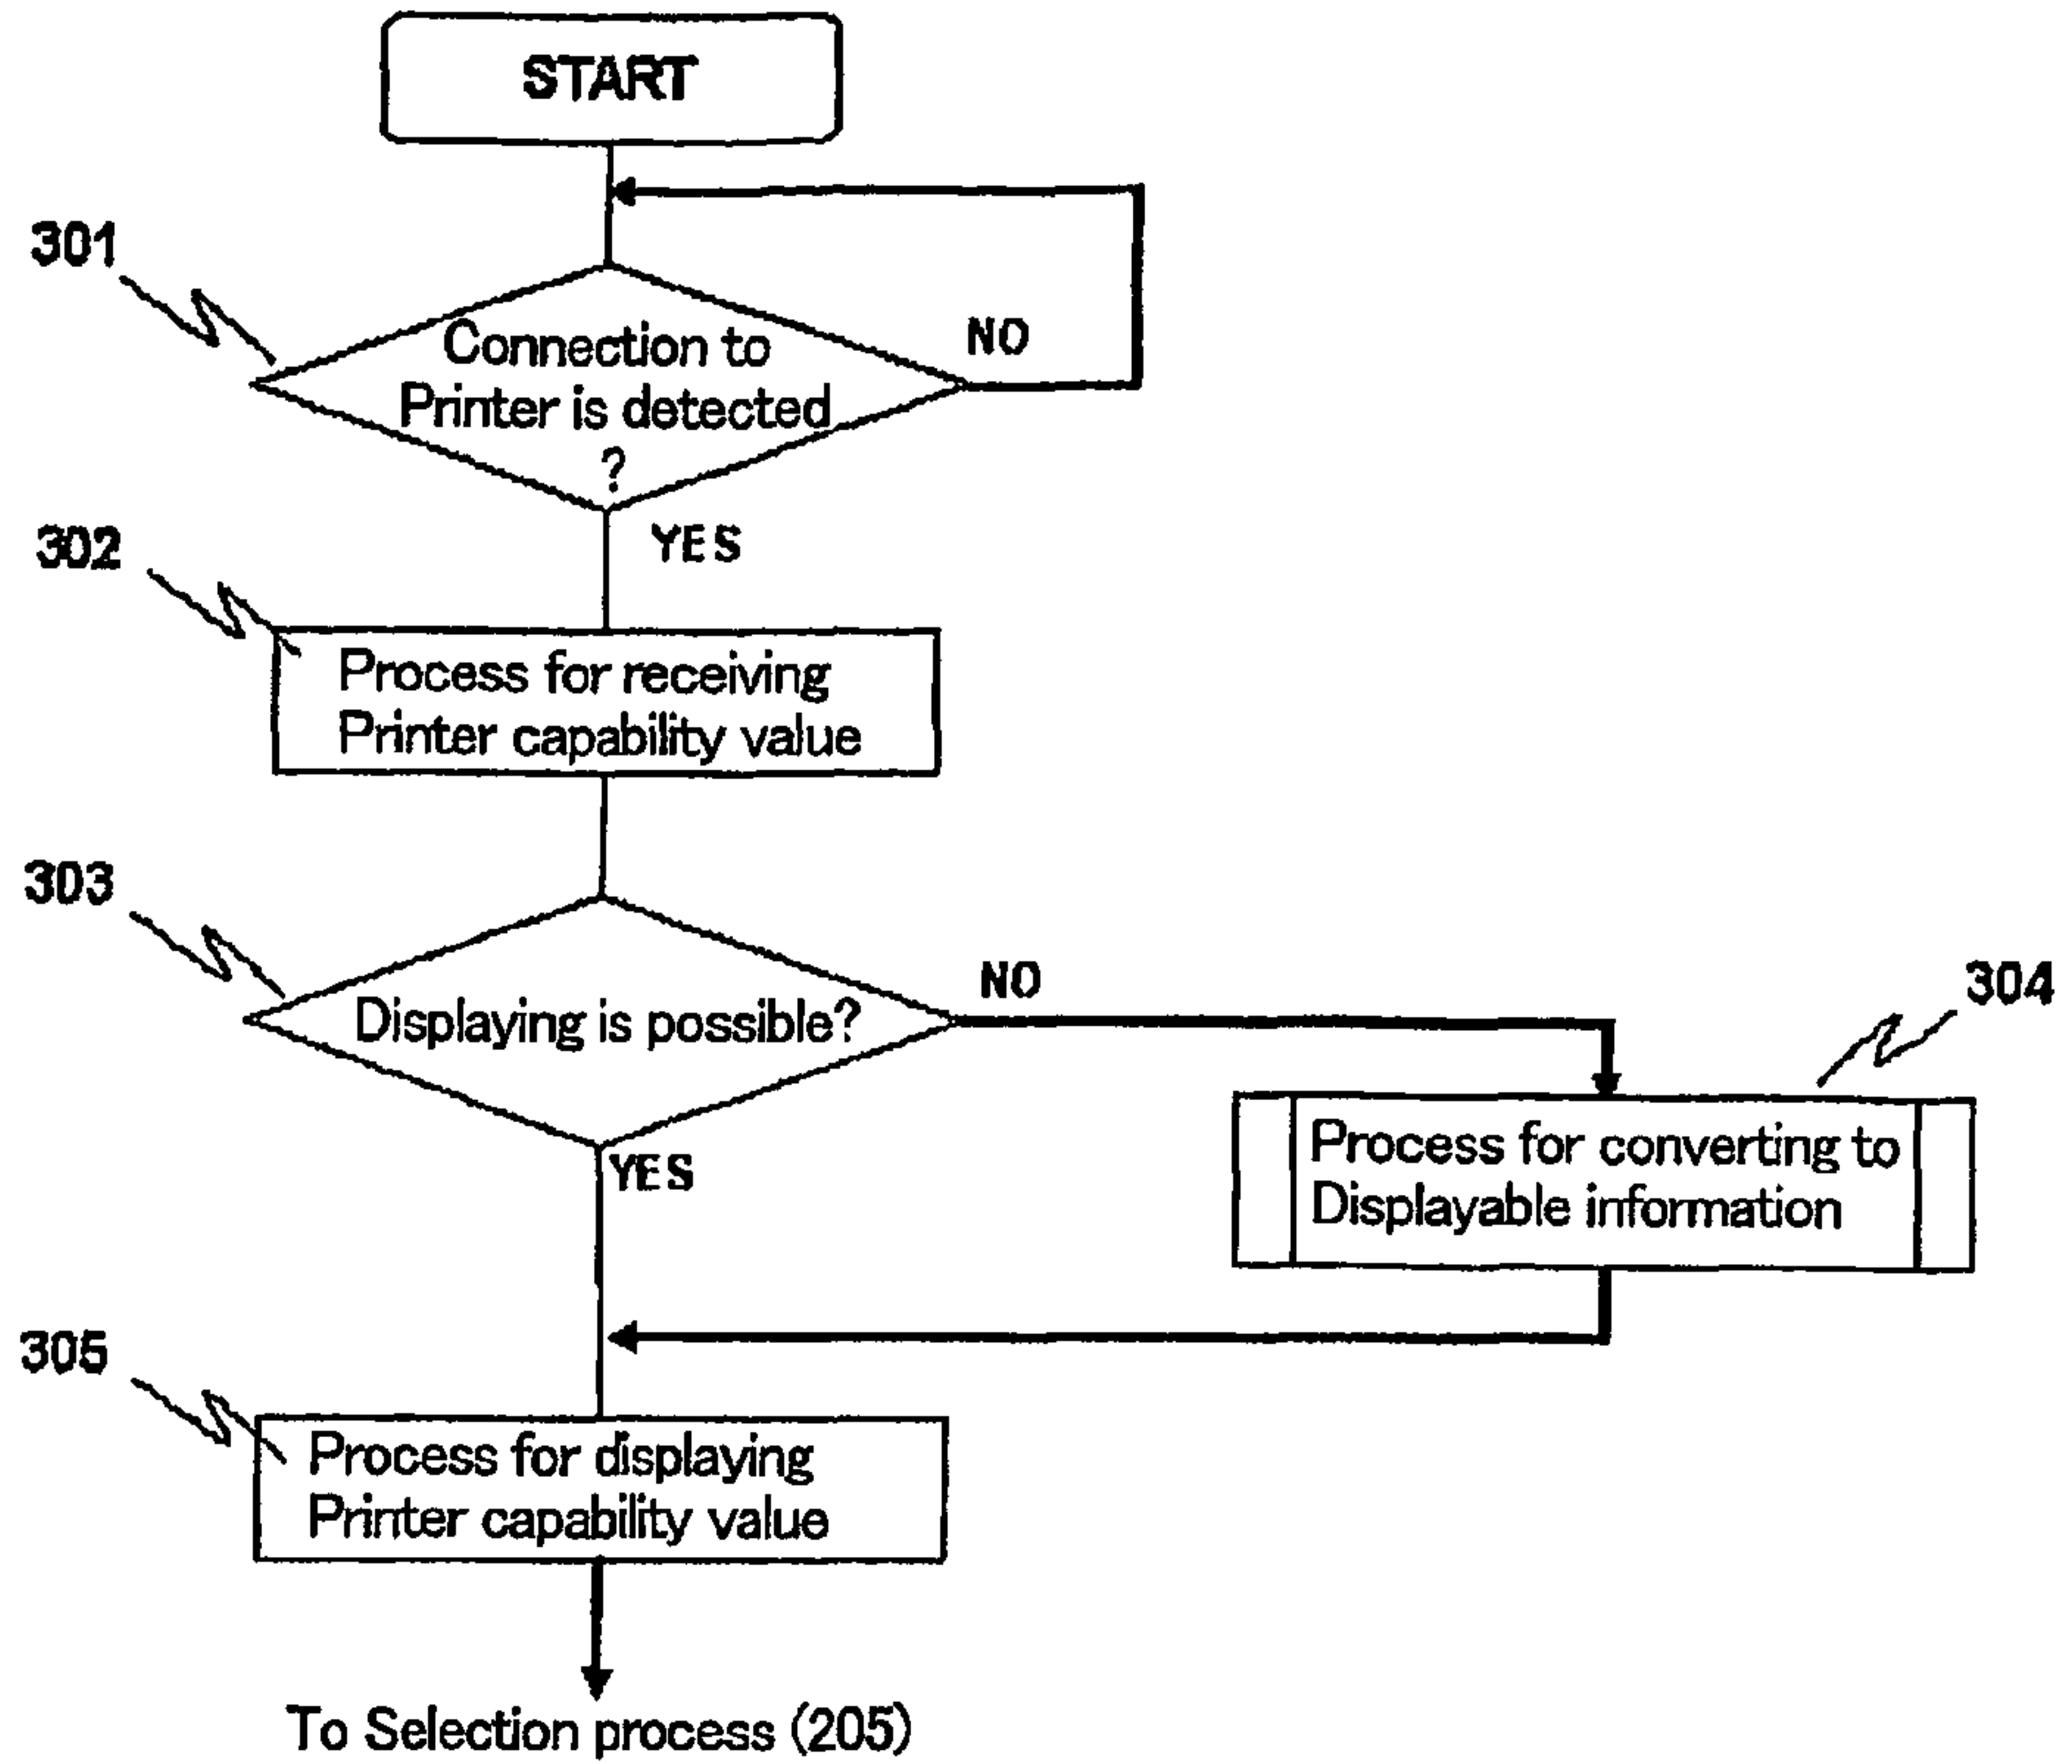 START
301
Connection to
Printer is detected
?
NO
YES
302
Process for receiving
Printer capability value
303
Displaying is possible?
NO
YES
304
Process for converting to
Displayable information
305
Process for displaying
Printer capability value
To Selection process (205)